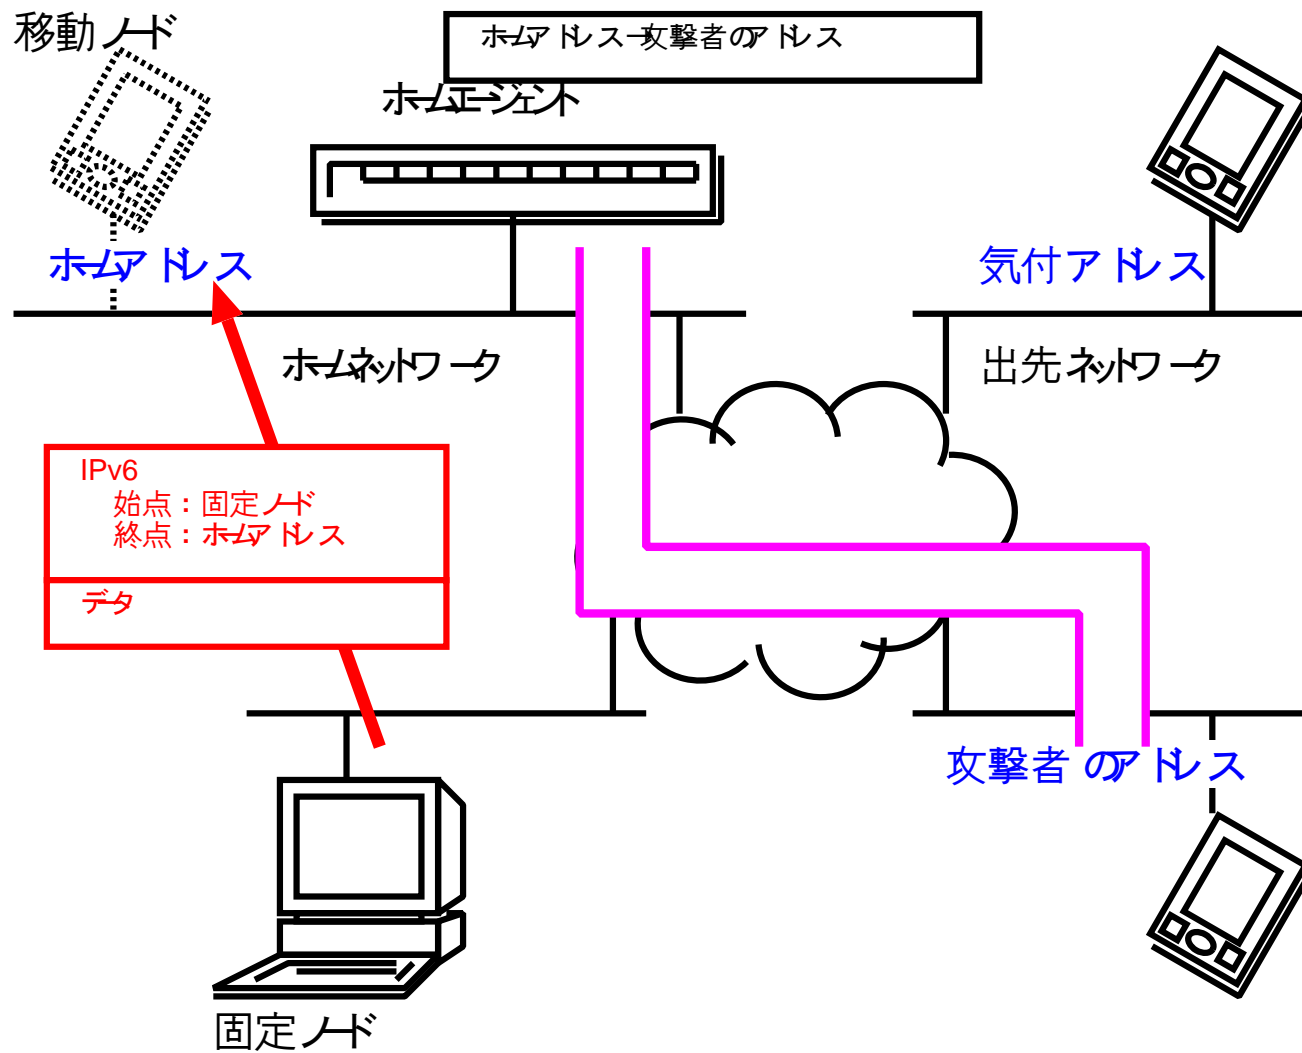 移動ノード
ホームアドレス→攻撃者のアドレス
ホームエージェント
ホームアドレス
気付アドレス
ホームネットワーク
出先ネットワーク
IPv6
始点：固定ノード
終点：ホームアドレス
データ
攻撃者のアドレス
固定ノード